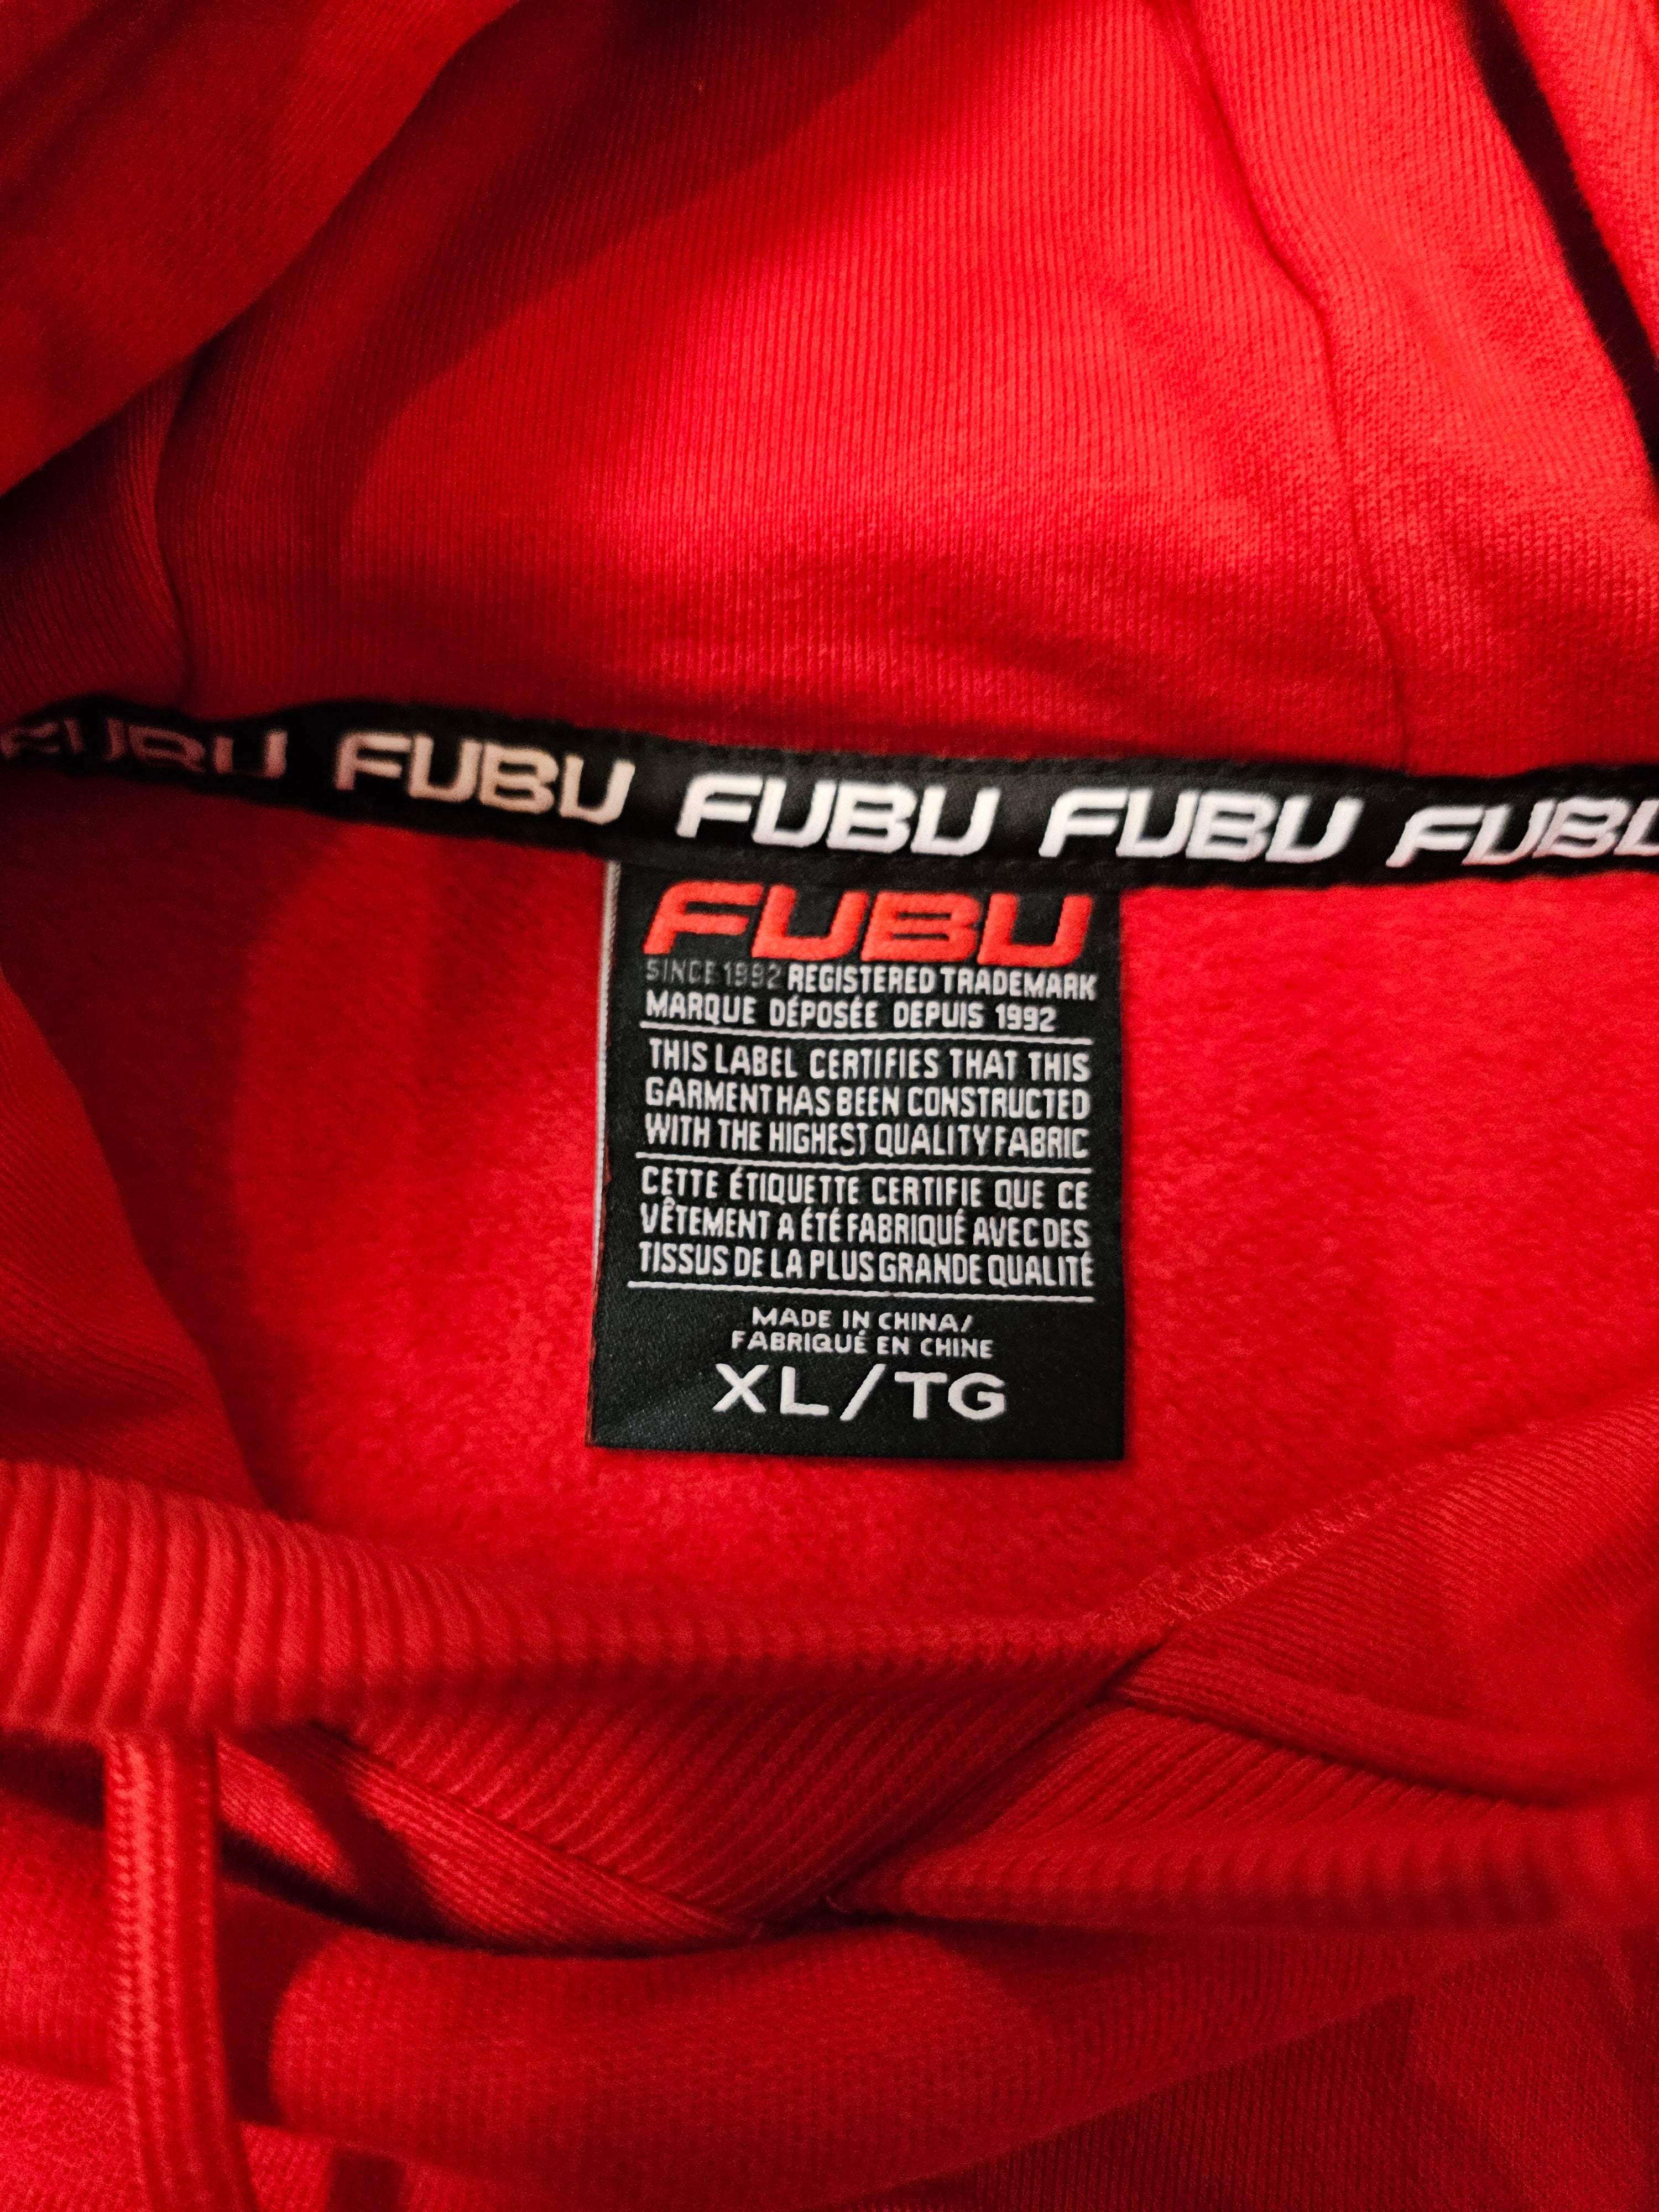 FUBU FUBU FUBU FUBU FUBU
FUBU
SINCE 1992 REGISTERED TRADEMARK
MARQUE DÉPOSÉE DEPUIS 1992
THIS LABEL CERTIFIES THAT THIS
GARMENT HAS BEEN CONSTRUCTED
WITH THE HIGHEST QUALITY FABRIC
CETTE ÉTIQUETTE CERTIFIE QUE CE
VÊTEMENT A ÉTÉ FABRIQUÉ AVEC DES
TISSUS DE LA PLUS GRANDE QUALITÉ
MADE IN CHINA/
FABRIQUÉ EN CHINE
XL/TG